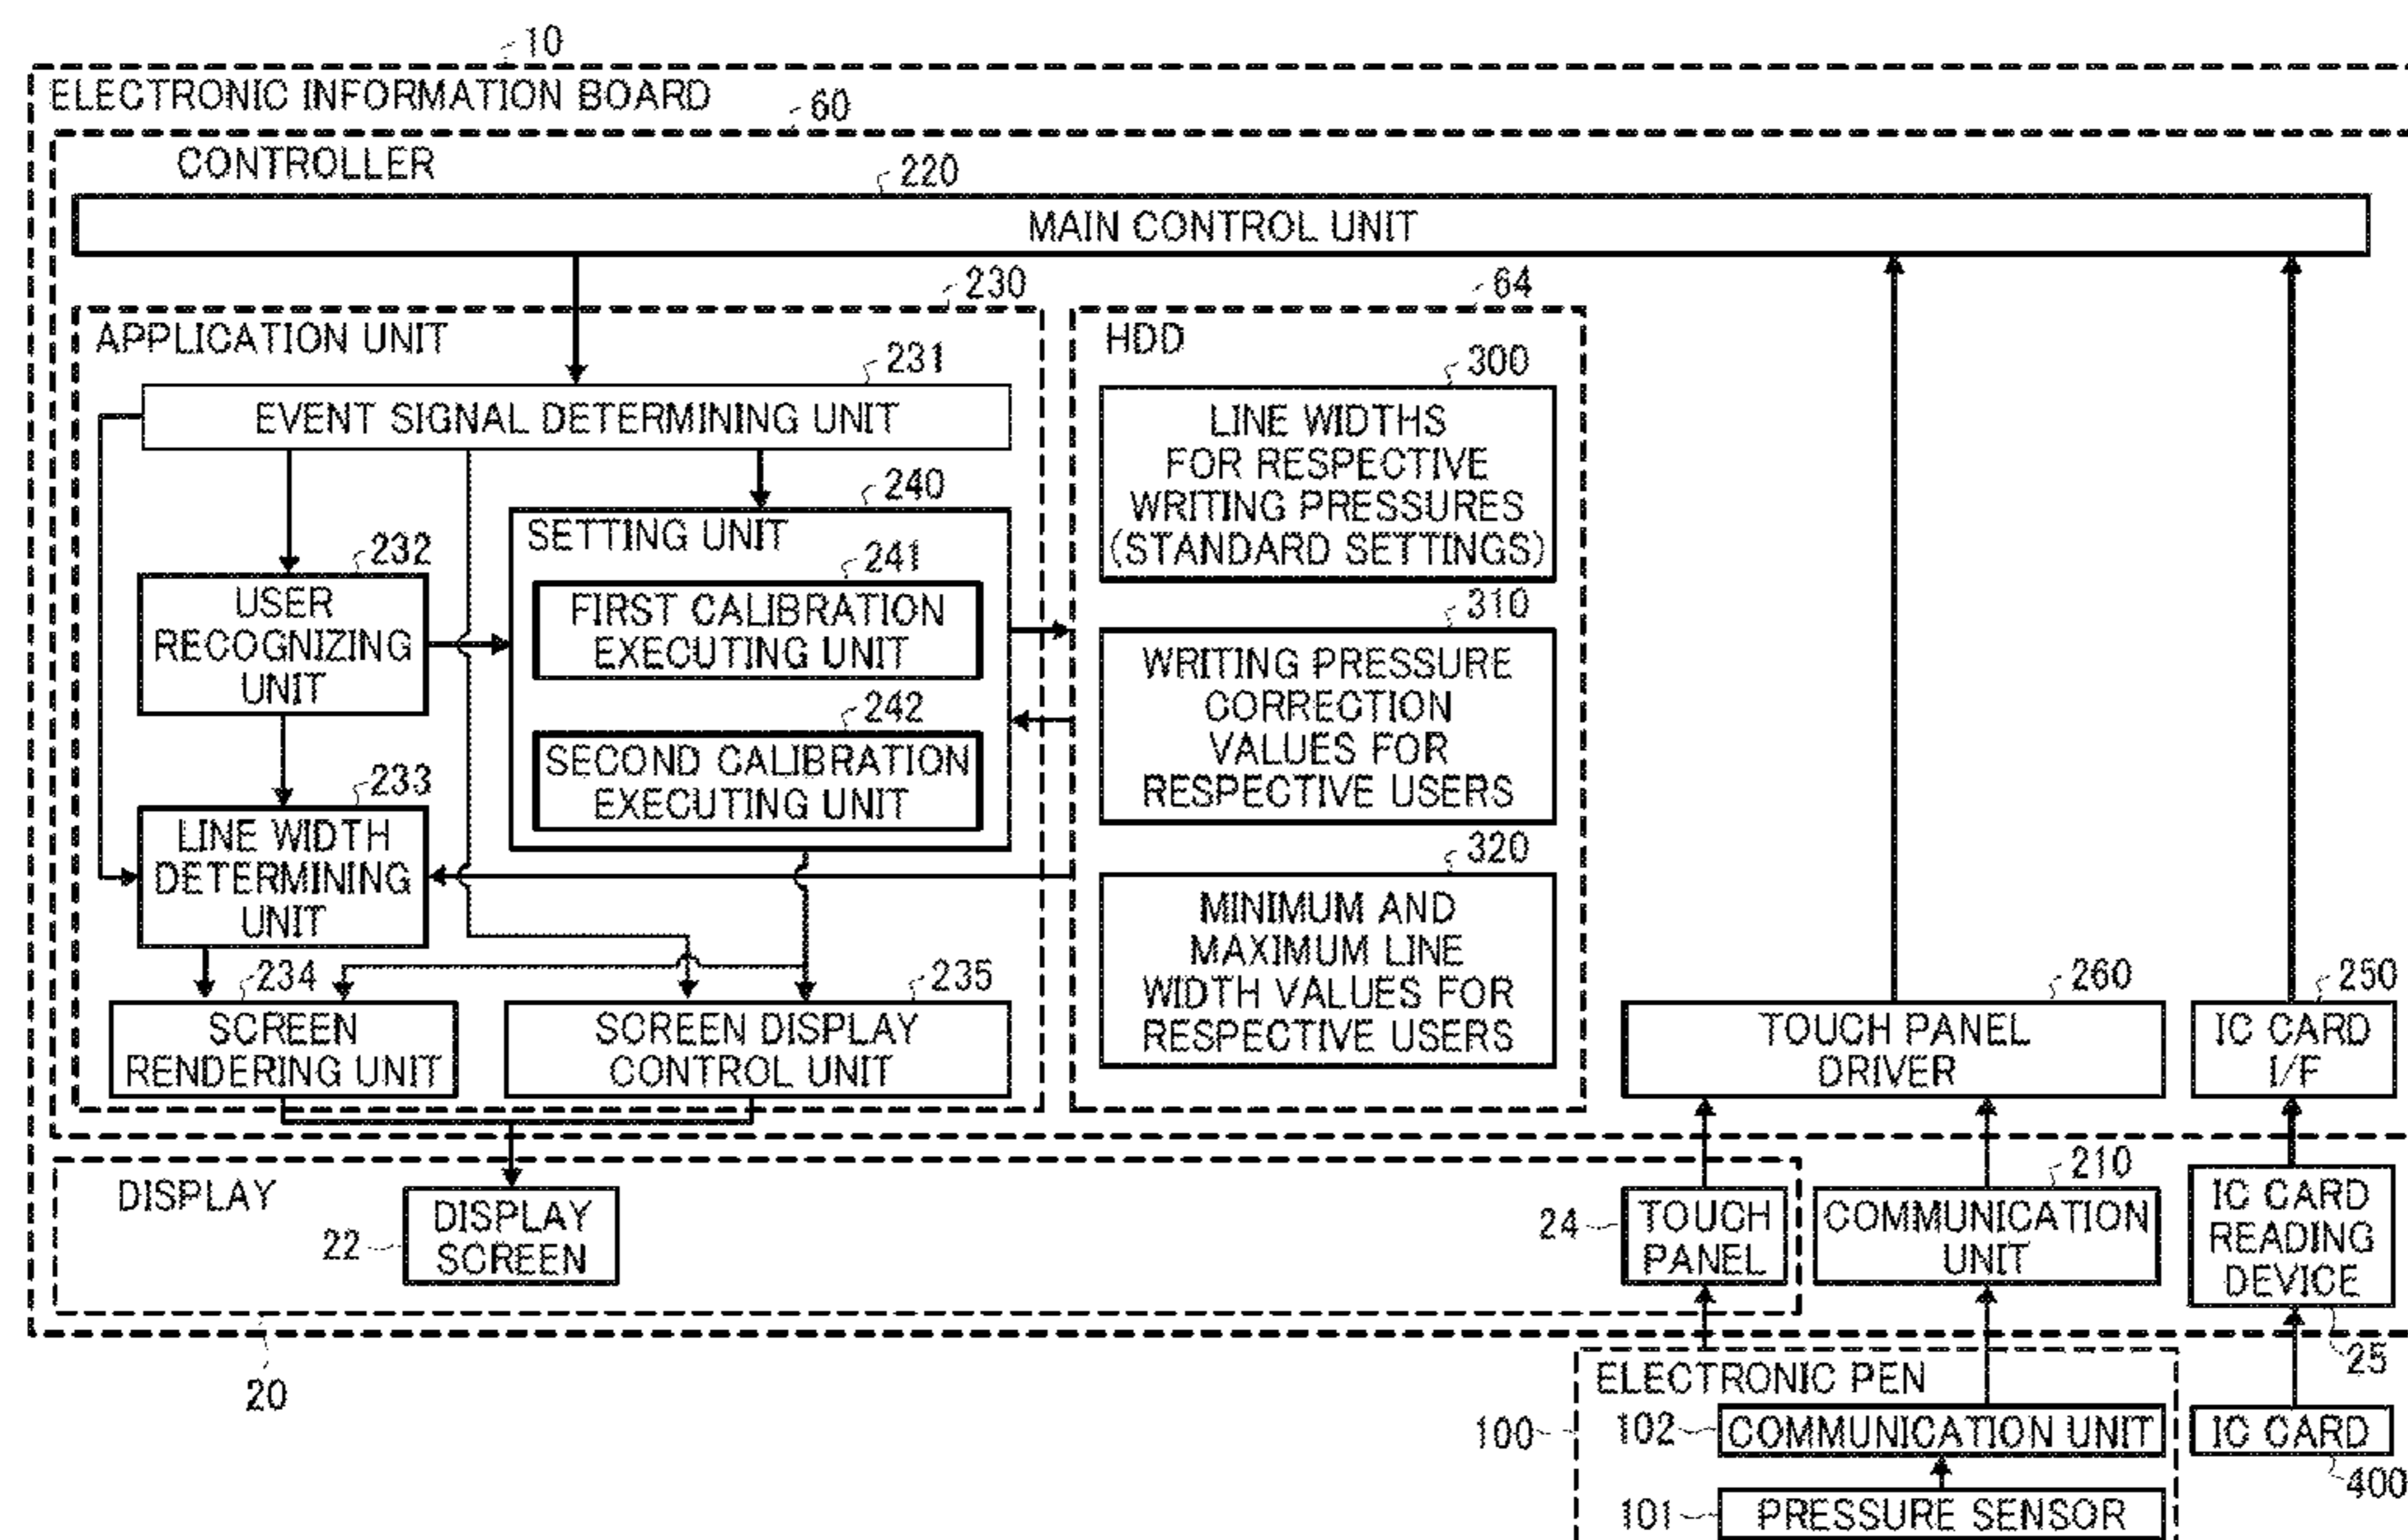 10
ELECTRONIC INFORMATION BOARD
60
CONTROLLER
220
MAIN CONTROL UNIT
230
64
APPLICATION UNIT
HDD
231
EVENT SIGNAL DETERMINING UNIT
300
LINE WIDTHS
FOR RESPECTIVE
WRITING PRESSURES
(STANDARD SETTINGS)
240
SETTING UNIT
232
USER
RECOGNIZING
UNIT
241
FIRST CALIBRATION
EXECUTING UNIT
310
WRITING PRESSURE
CORRECTION
VALUES FOR
RESPECTIVE USERS
242
SECOND CALIBRATION
EXECUTING UNIT
233
LINE WIDTH
DETERMINING
UNIT
320
MINIMUM AND
MAXIMUM LINE
WIDTH VALUES FOR
RESPECTIVE USERS
234
SCREEN
RENDERING UNIT
235
SCREEN DISPLAY
CONTROL UNIT
260
TOUCH PANEL
DRIVER
250
IC CARD
I/F
DISPLAY
22
DISPLAY
SCREEN
24
TOUCH
PANEL
210
COMMUNICATION
UNIT
IC CARD
READING
DEVICE
20
25
ELECTRONIC PEN
100
102
COMMUNICATION UNIT
IC CARD
400
101
PRESSURE SENSOR